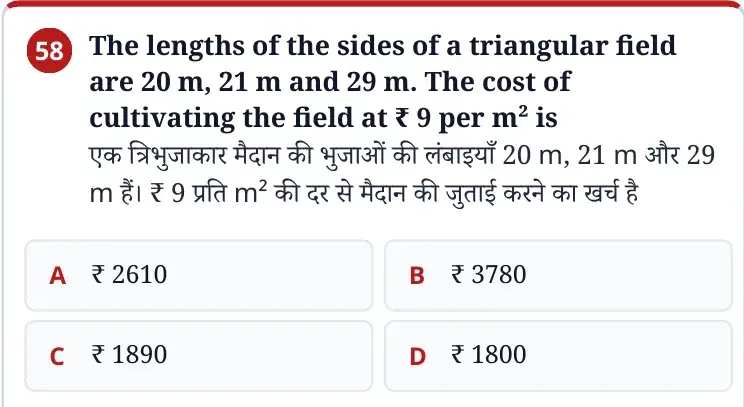 58 The lengths of the sides of a triangular field
are 20 m, 21 m and 29 m. The cost of
cultivating the field at ₹ 9 per m² is
एक त्रिभुजाकार मैदान की भुजाओं की लंबाइयाँ 20 m, 21 m और 29
m हैं। ₹ 9 प्रति m² की दर से मैदान की जुताई करने का खर्च है
A ₹ 2610
B ₹ 3780
C ₹ 1890
D ₹ 1800